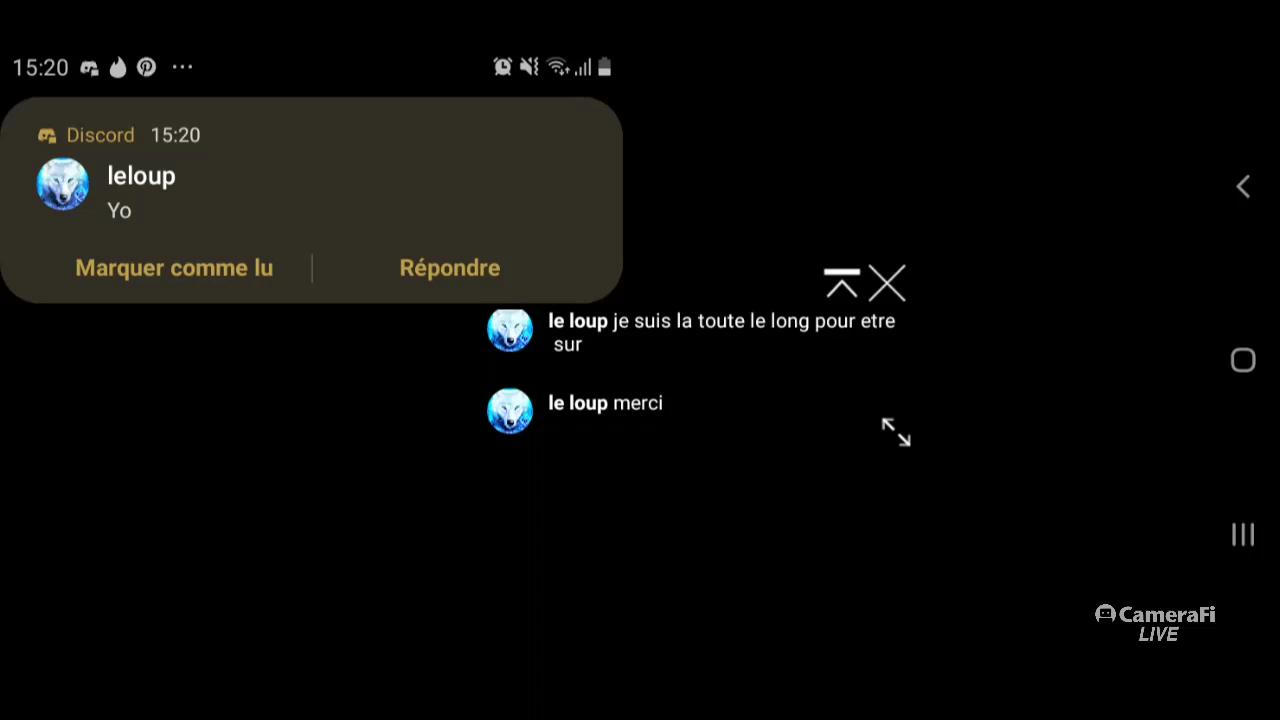 15:20
Discord 15:20
leloup
Yo
Marquer comme lu
Répondre
le loup je suis la toute le long pour etre
sur
le loup merci
CameraFi
LIVE